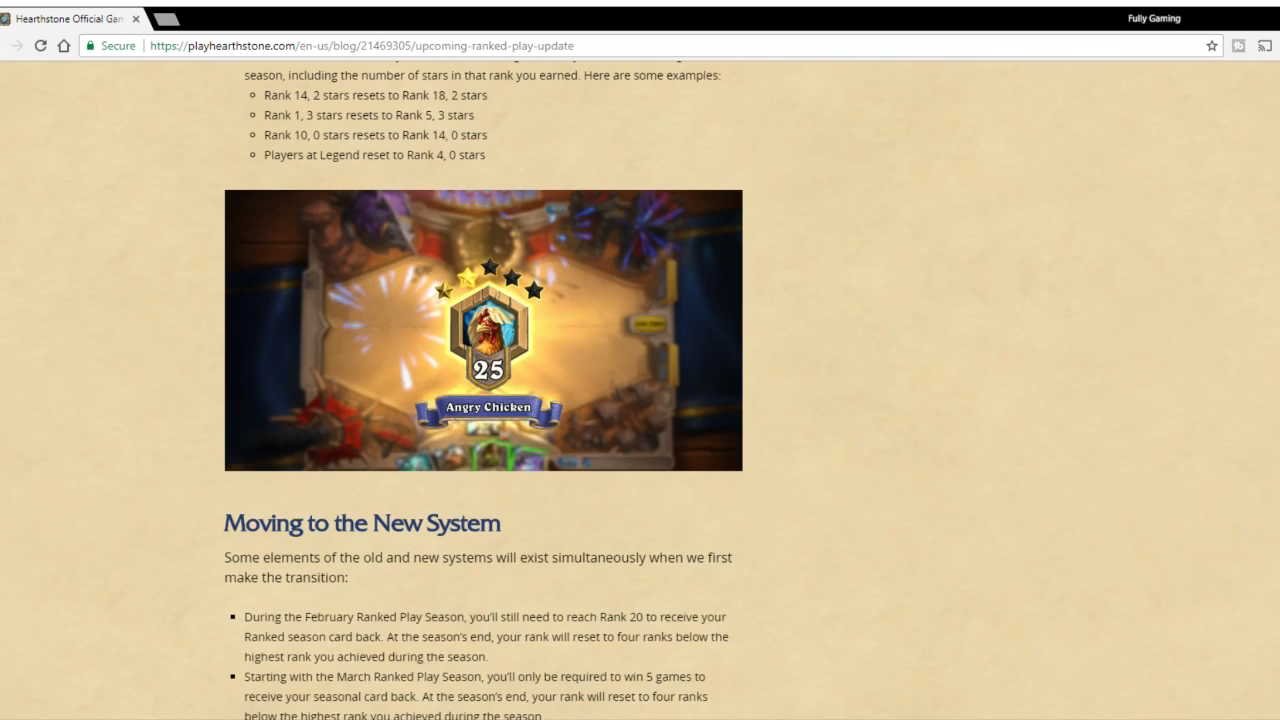 Hearthstone Official Gam
Fully Gaming
Secure
https://playhearthstone.com/en-us/blog/21469305/upcoming-ranked-play-update
season, including the number of stars in that rank you earned. Here are some examples:
Rank 14, 2 stars resets to Rank 18, 2 stars
Rank 1, 3 stars resets to Rank 5, 3 stars
Rank 10, 0 stars resets to Rank 14, 0 stars
Players at Legend reset to Rank 4, 0 stars
25
Angry Chicken
Moving to the New System
Some elements of the old and new systems will exist simultaneously when we first
make the transition:
During the February Ranked Play Season, you’ll still need to reach Rank 20 to receive your
Ranked season card back. At the season’s end, your rank will reset to four ranks below the
highest rank you achieved during the season.
Starting with the March Ranked Play Season, you’ll only be required to win 5 games to
receive your seasonal card back. At the season’s end, your rank will reset to four ranks
below the highest rank you achieved during the season